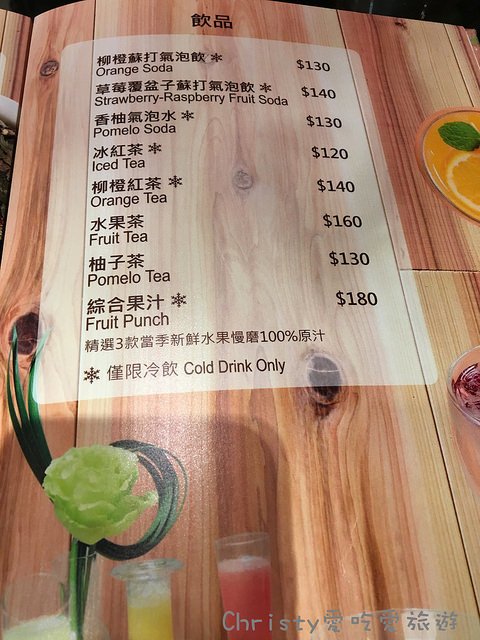 飲品
柳橙蘇打氣泡飲 * $130
Orange Soda
草莓覆盆子蘇打氣泡飲 * $140
Strawberry-Raspberry Fruit Soda
香柚氣泡水 * $130
Pomelo Soda
冰紅茶 * $120
Iced Tea
柳橙紅茶 * $140
Orange Tea
水果茶 $160
Fruit Tea
柚子茶 $130
Pomelo Tea
綜合果汁 * $180
Fruit Punch
精選3款當季新鮮水果慢磨100%原汁
* 僅限冷飲 Cold Drink Only
Christy愛吃愛旅遊